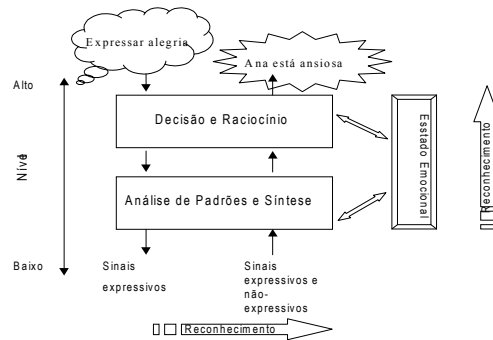 Expressar alegria
Ana está ansiosa
Alto
Decisão e Raciocínio
Nível
Análise de Padrões e Síntese
Esstado Emocional
Reconhecimento
Baixo
Sinais
expressivos
Sinais
expressivos e
não-
expressivos
Reconhecimento